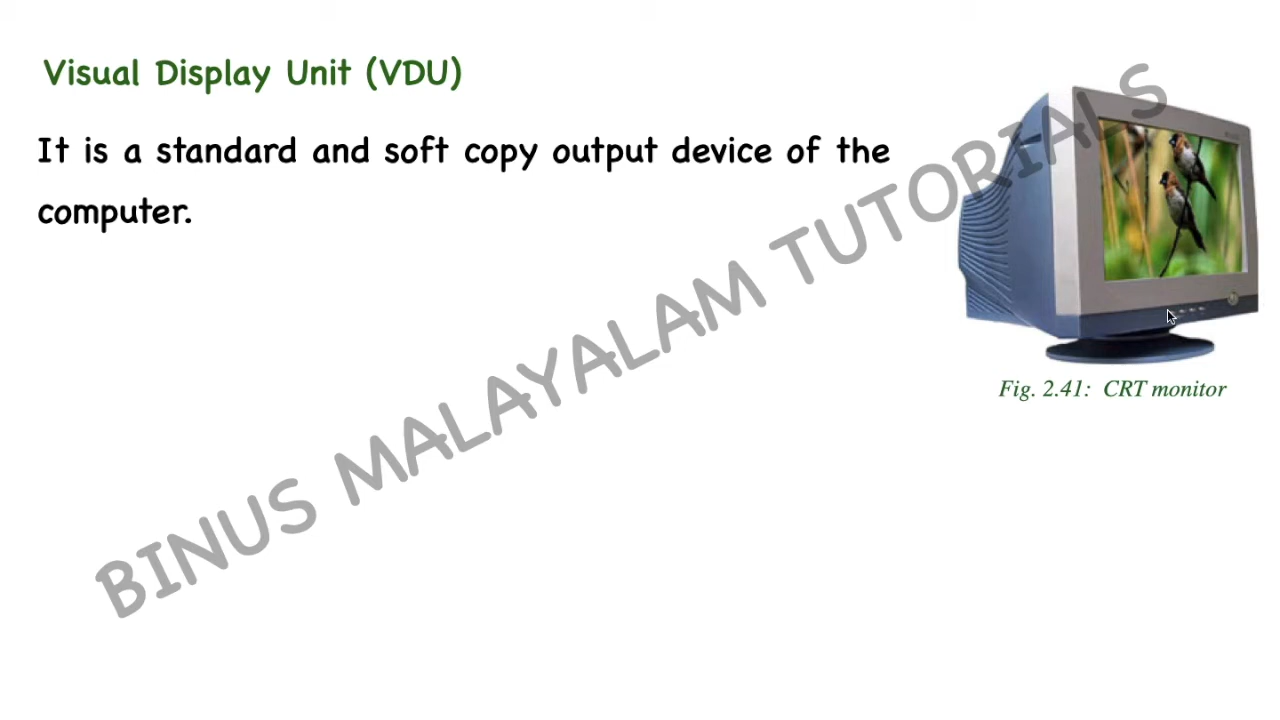 Visual Display Unit (VDU)
It is a standard and soft copy output device of the
computer.
Fig. 2.41: CRT monitor
BINUS MALAYALAM TUTORIALS